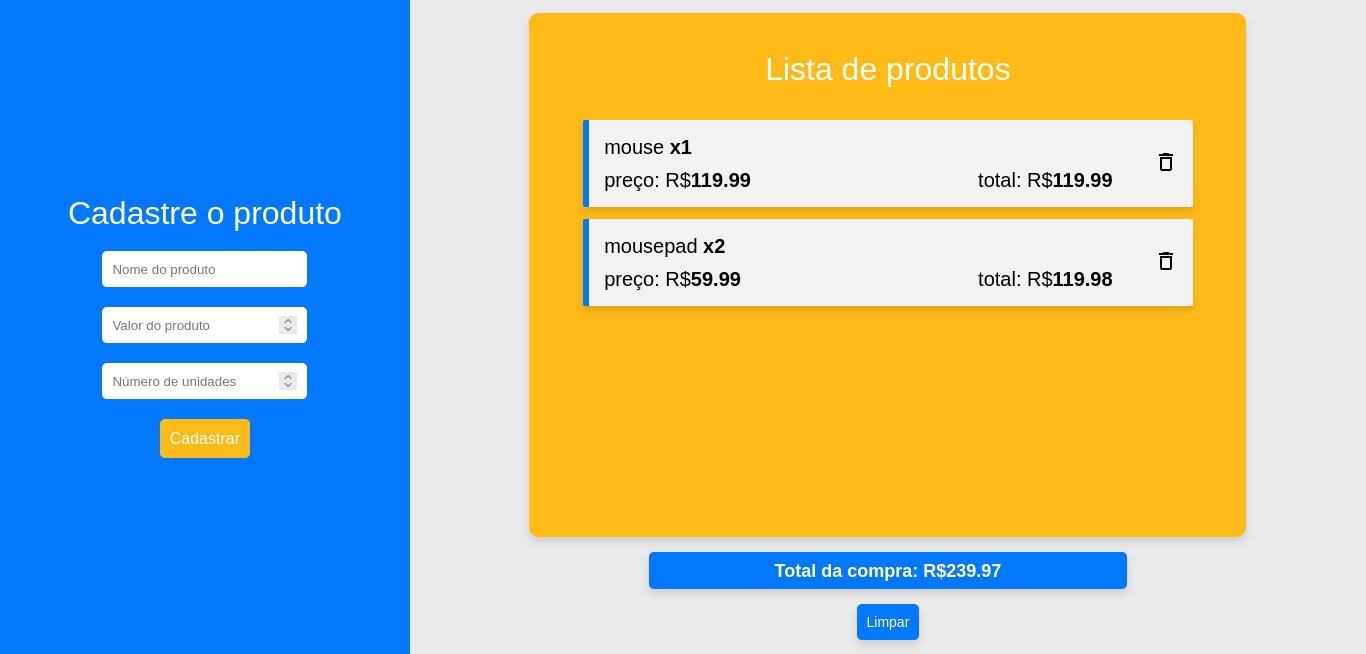 Cadastre o produto
Nome do produto
Valor do produto
Número de unidades
Cadastrar
Lista de produtos
mouse x1
preço: R$119.99 total: R$119.99
mousepad x2
preço: R$59.99 total: R$119.98
Total da compra: R$239.97
Limpar